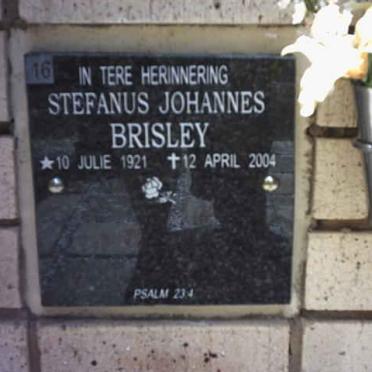 16
IN TERE HERINNERING
STEFANUS JOHANNES
BRISLEY
★10 JULIE 1921 ✝12 APRIL 2004
PSALM 23:4